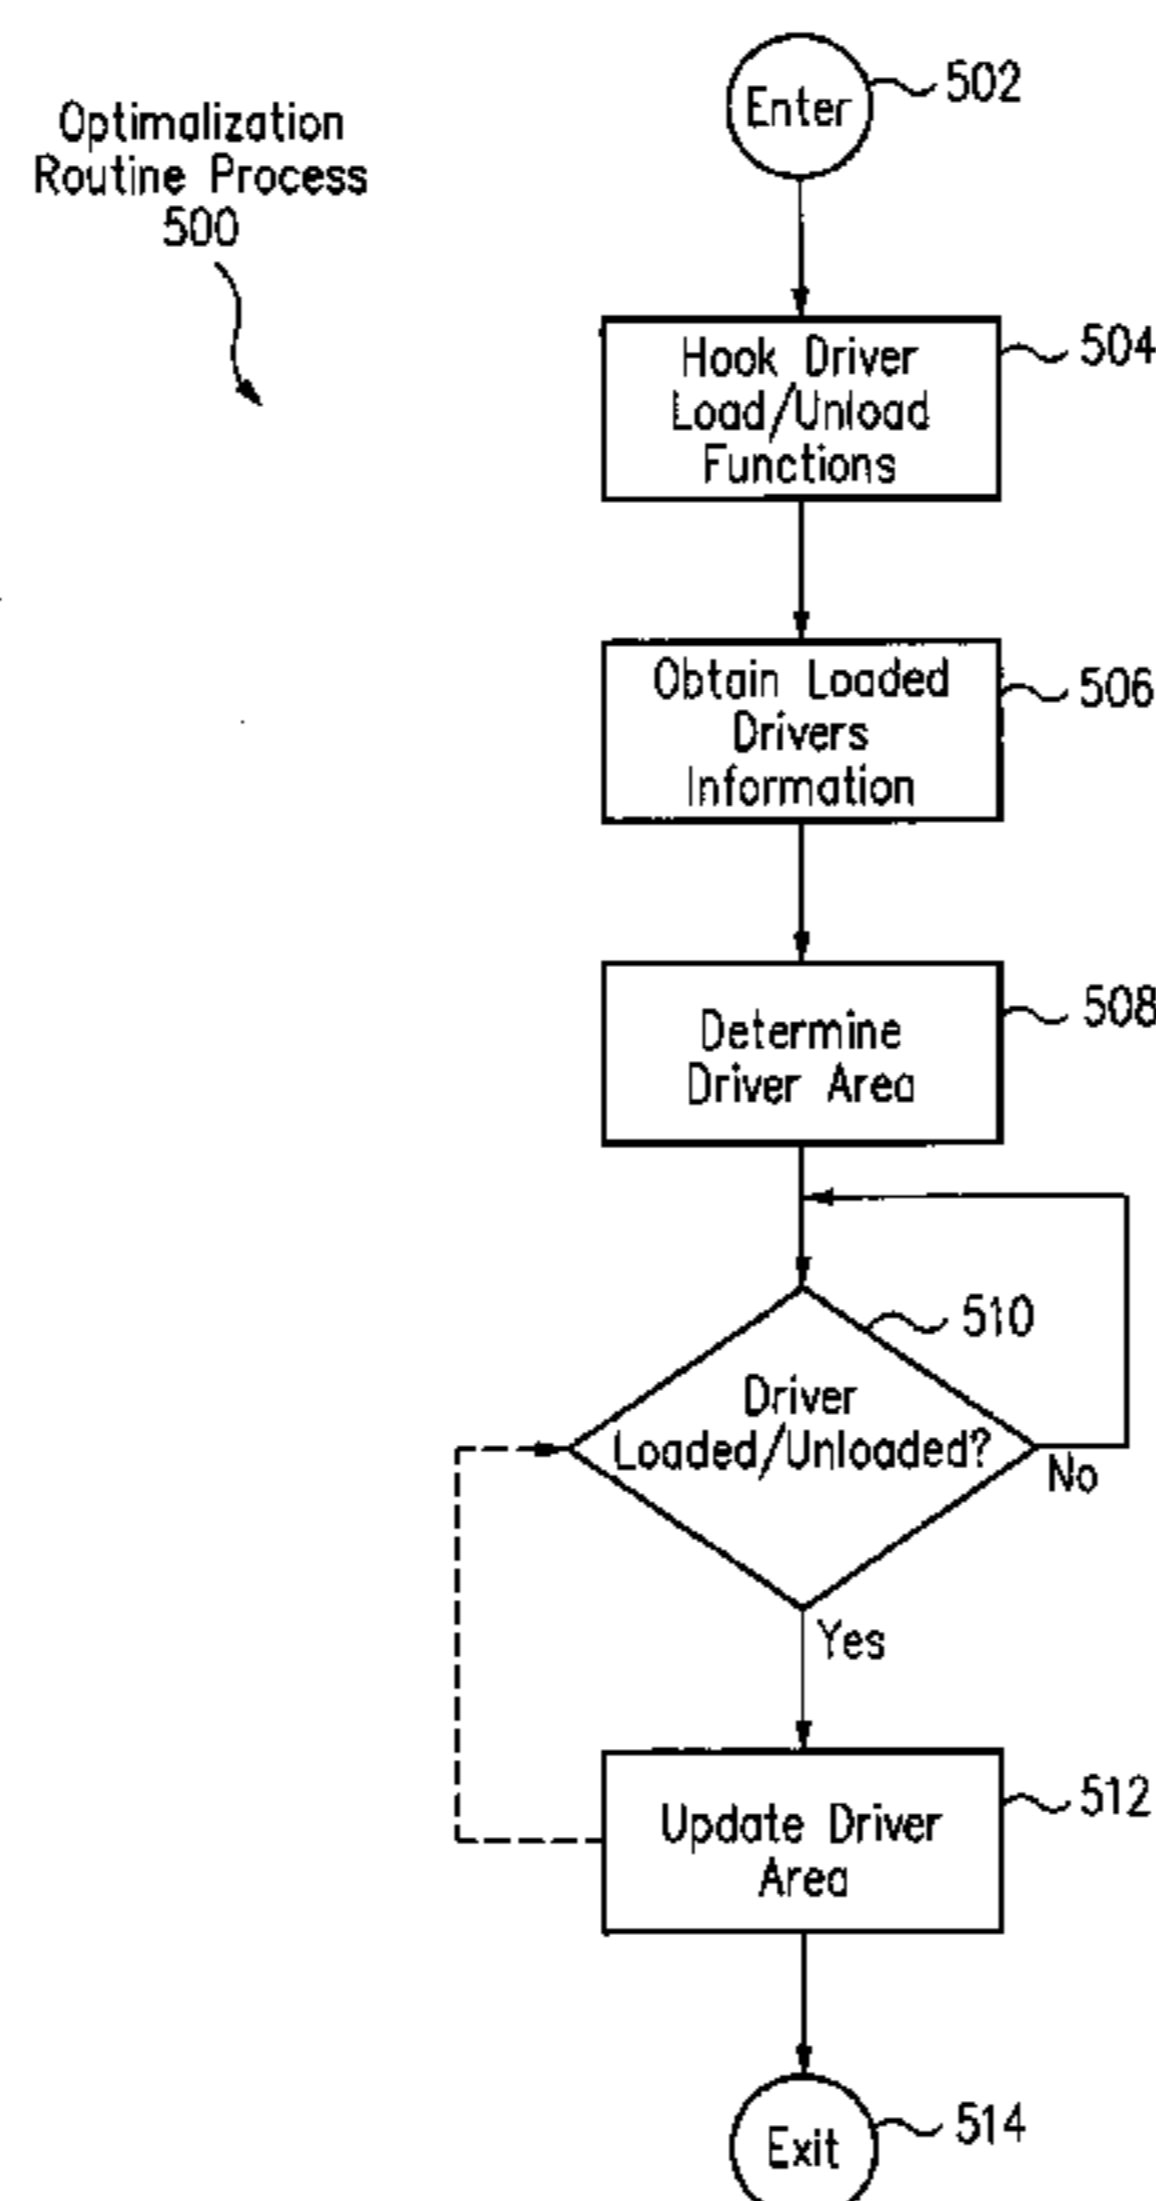 Optimalization
Routine Process
500
Enter
502
Hook Driver
Load/Unload
Functions
504
Obtain Loaded
Drivers
Information
506
Determine
Driver Area
508
510
Driver
Loaded/Unloaded?
No
Yes
Update Driver
Area
512
Exit
514